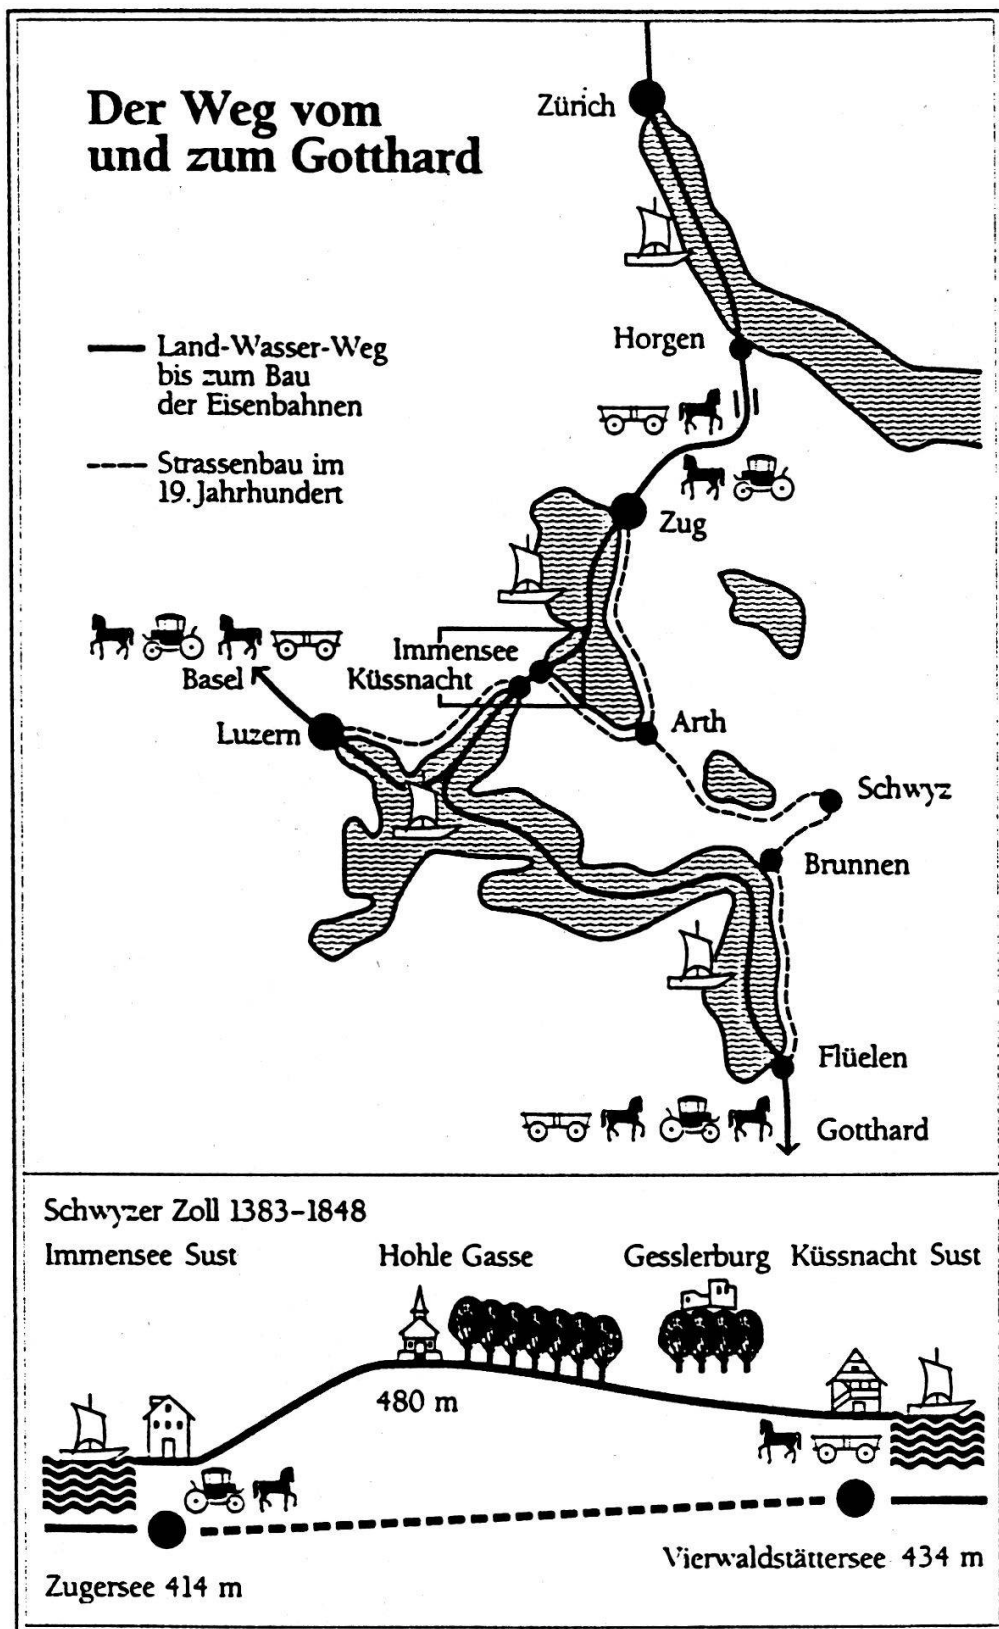 Der Weg vom
und zum Gotthard
Zürich
Land-Wasser-Weg
bis zum Bau
der Eisenbahnen
Horgen
Strassenbau im
19. Jahrhundert
Zug
Immensee
Küssnacht
Basel
Luzern
Arth
Schwyz
Brunnen
Flüelen
Gotthard
Schwyzer Zoll 1383–1848
Immensee Sust
Hohle Gasse
Gesslerburg
Küssnacht Sust
480 m
Vierwaldstättersee 434 m
Zugersee 414 m